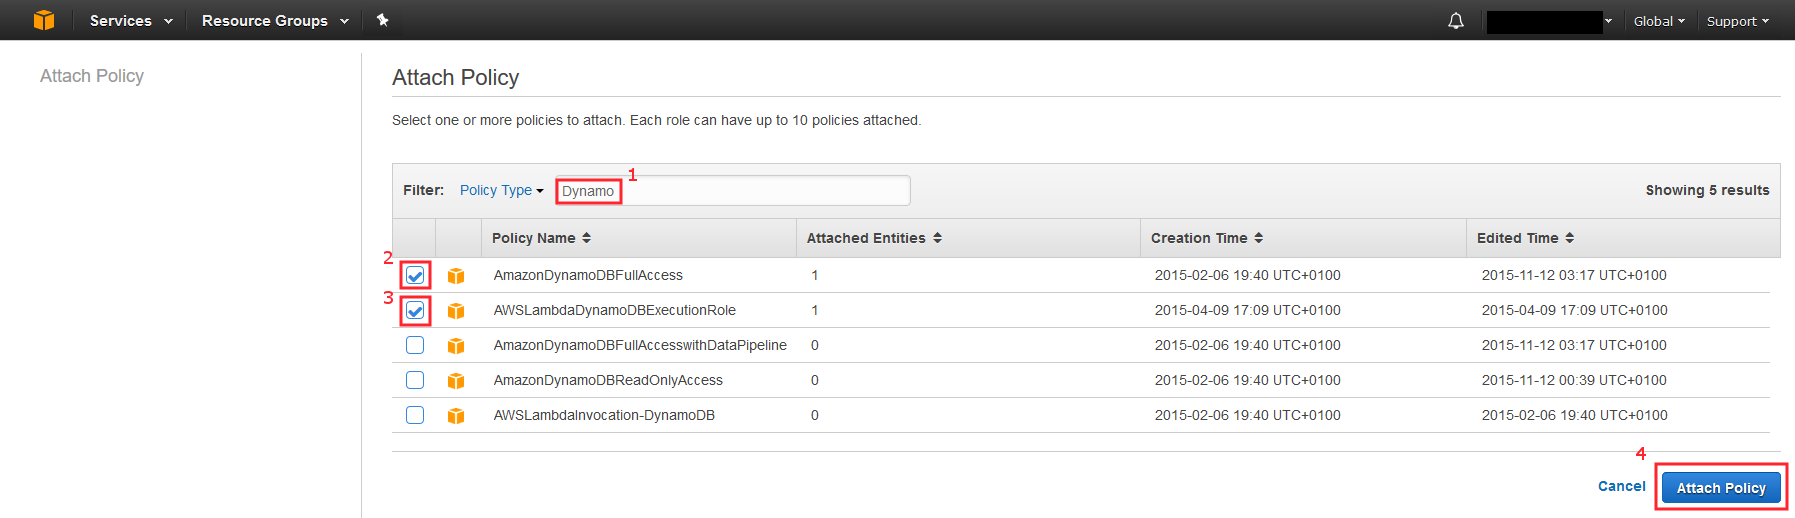 Services Resource Groups Global Support
Attach Policy
Attach Policy
Select one or more policies to attach. Each role can have up to 10 policies attached.
Filter: Policy Type Dynamo 1 Showing 5 results
Policy Name Attached Entities Creation Time Edited Time
2 AmazonDynamoDBFullAccess 1 2015-02-06 19:40 UTC+0100 2015-11-12 03:17 UTC+0100
3 AWSLambdaDynamoDBExecutionRole 1 2015-04-09 17:09 UTC+0100 2015-04-09 17:09 UTC+0100
AmazonDynamoDBFullAccesswithDataPipeline 0 2015-02-06 19:40 UTC+0100 2015-11-12 03:17 UTC+0100
AmazonDynamoDBReadOnlyAccess 0 2015-02-06 19:40 UTC+0100 2015-11-12 00:39 UTC+0100
AWSLambdaInvocation-DynamoDB 0 2015-02-06 19:40 UTC+0100 2015-02-06 19:40 UTC+0100
4
Cancel Attach Policy